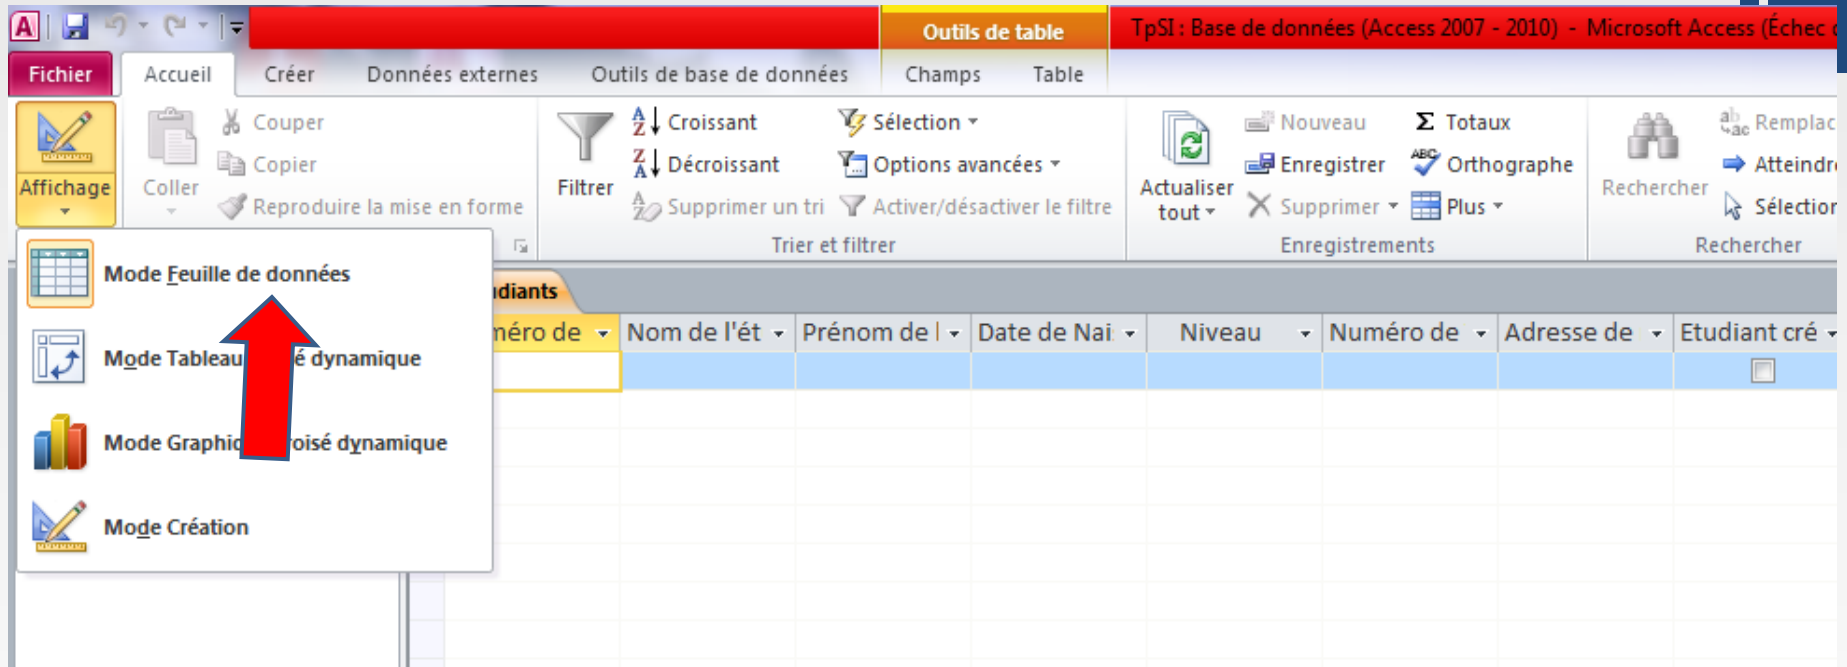 Outils de table
TpSI : Base de données (Access 2007 - 2010) - Microsoft Access (Échec
Fichier Accueil Créer Données externes Outils de base de données Champs Table
Affichage
Coller
Couper
Copier
Reproduire la mise en forme
Filtrer
Croissant
Décroissant
Supprimer un tri
Sélection
Options avancées
Activer/désactiver le filtre
Trier et filtrer
Actualiser
tout
Nouveau
Enregistrer
Supprimer
Totaux
Orthographe
Plus
Enregistrements
Rechercher
Remplac
Atteindr
Sélection
Rechercher
Mode Feuille de données
Mode Tableau é dynamique
Mode Graphic roisé dynamique
Mode Création
udiants
méro de Nom de l'ét Prénom de l Date de Nai Niveau Numéro de Adresse de Etudiant cré